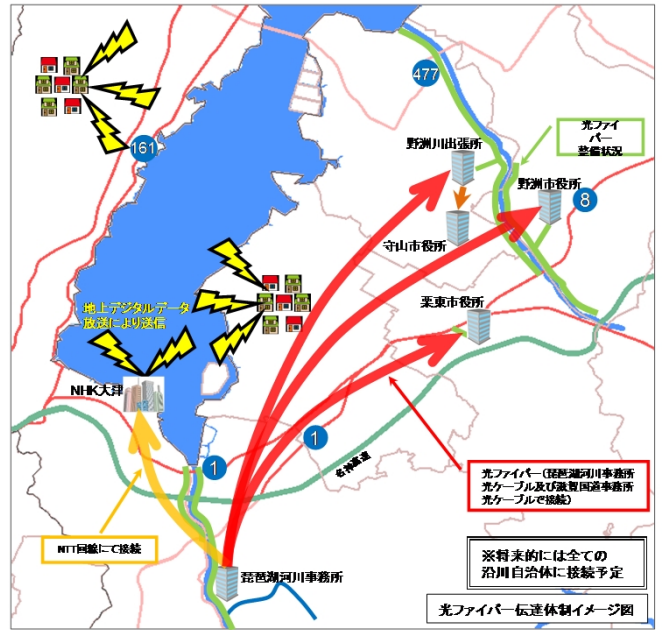 477
161
光ファイ
バー
整備状況
野洲川出張所
野洲市役所
8
守山市役所
地上デジタルデータ
放送により送信
栗東市役所
NHK大津
1
1
名神高速
光ファイバー(琵琶湖河川事務所
光ケーブル及び滋賀国道事務所
光ケーブルで接続)
NTT回線にて接続
琵琶湖河川事務所
※将来的には全ての
沿川自治体に接続予定
光ファイバー伝達体制イメージ図